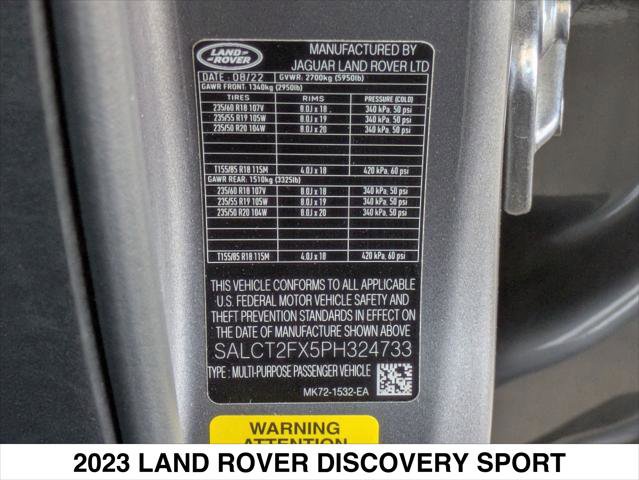 LAND-
ROVER
MANUFACTURED BY
JAGUAR LAND ROVER LTD
DATE : 08/22 GVWR: 2700kg (5950lb)
GAWR FRONT: 1340kg (2950lb)
TIRES RIMS PRESSURE (COLD)
235/60 R18 107V 8.0J x 18 340 kPa, 50 psi
235/55 R19 105W 8.0J x 19 340 kPa, 50 psi
235/50 R20 104W 8.0J x 20 340 kPa, 50 psi
T155/85 R18 115M 4.0J x 18 420 kPa, 60 psi
GAWR REAR: 1510kg (3325lb)
235/60 R18 107V 8.0J x 18 340 kPa, 50 psi
235/55 R19 105W 8.0J x 19 340 kPa, 50 psi
235/50 R20 104W 8.0J x 20 340 kPa, 50 psi
T155/85 R18 115M 4.0J x 18 420 kPa, 60 psi
THIS VEHICLE CONFORMS TO ALL APPLICABLE
U.S. FEDERAL MOTOR VEHICLE SAFETY AND
THEFT PREVENTION STANDARDS IN EFFECT ON
THE DATE OF MANUFACTURE SHOWN ABOVE
SALCT2FX5PH324733
TYPE : MULTI-PURPOSE PASSENGER VEHICLE
MK72-1532-EA
WARNING
ATTENTION
2023 LAND ROVER DISCOVERY SPORT